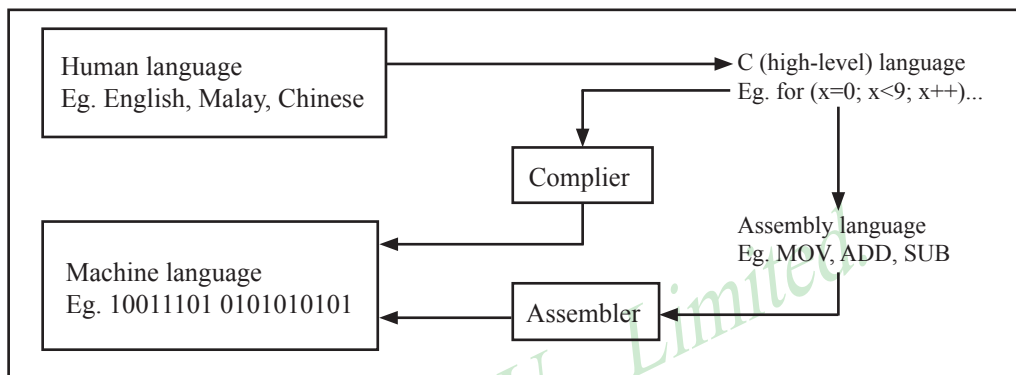 Human language
Eg. English, Malay, Chinese
C (high-level) language
Eg. for (x=0; x<9; x++)...
Complier
Assembly language
Eg. MOV, ADD, SUB
Machine language
Eg. 10011101 0101010101
Assembler
Limited.